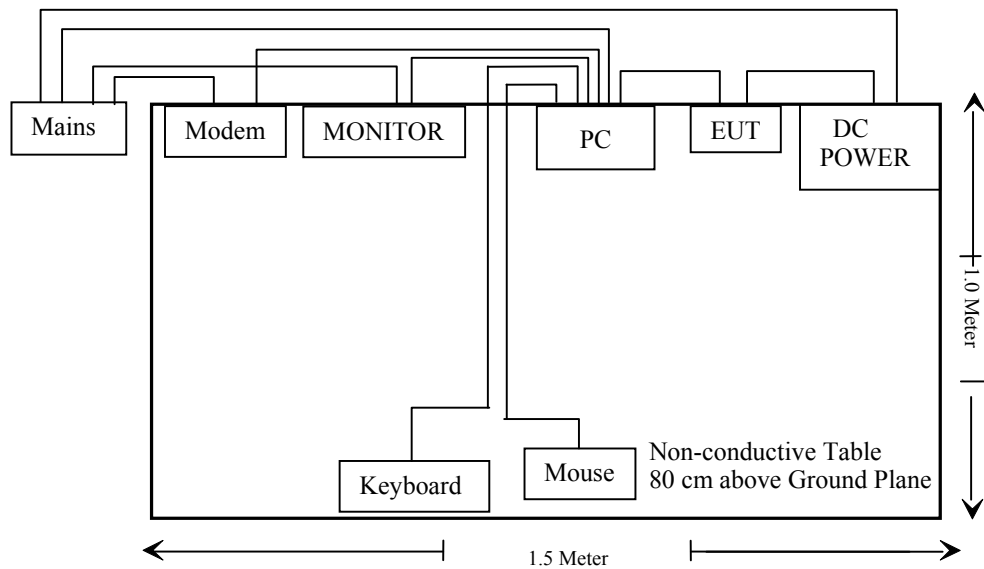 Mains
Modem
MONITOR
PC
EUT
DC
POWER
1.0 Meter
Keyboard
Mouse
Non-conductive Table
80 cm above Ground Plane
1.5 Meter